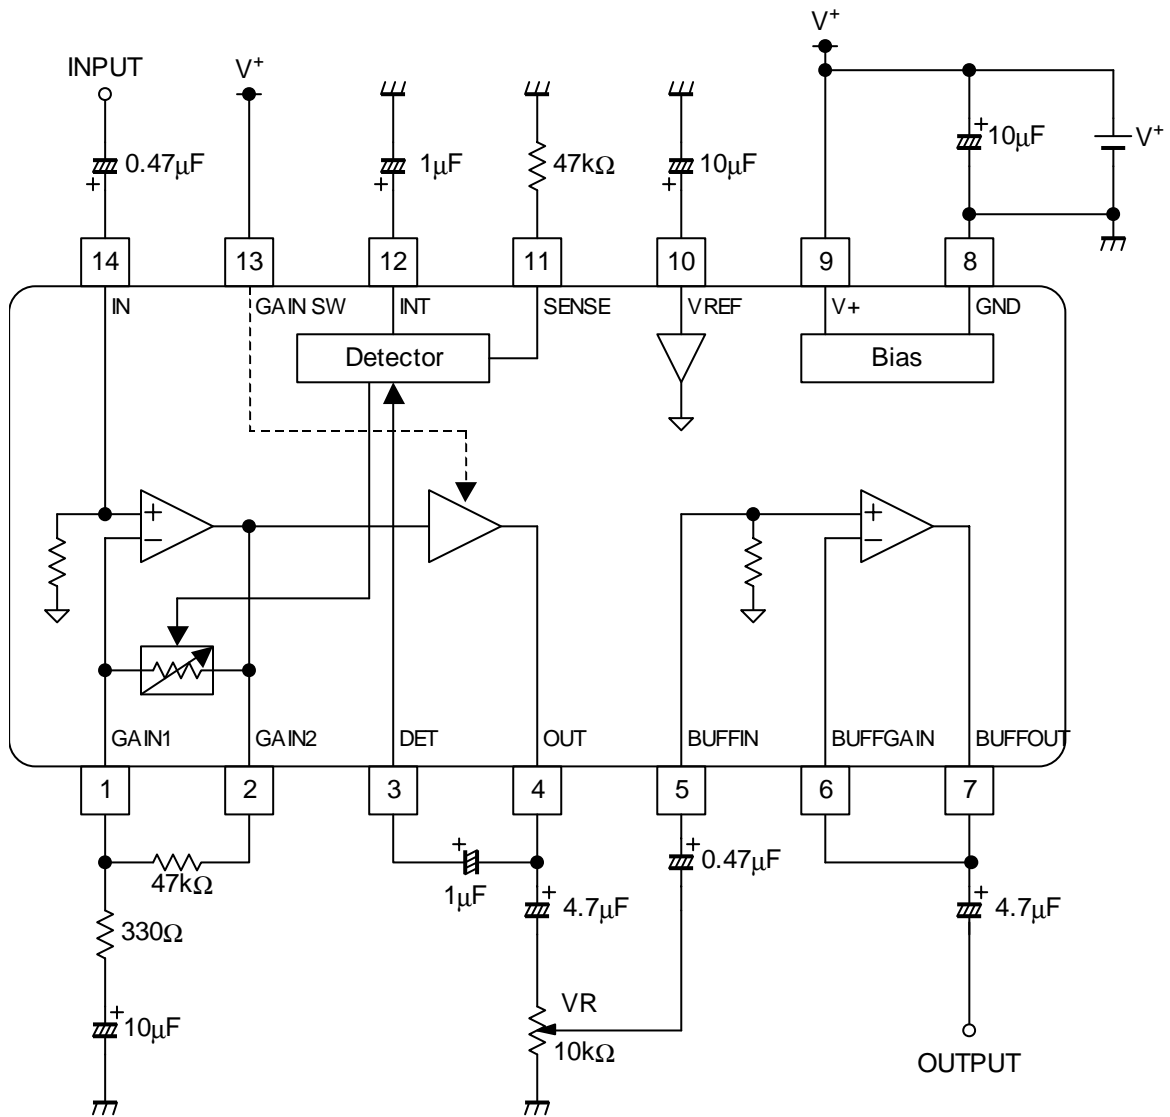 V+
INPUT
V+
0.47μF
1μF
47kΩ
10μF
10μF
V+
14
13
12
11
10
9
8
IN
GAIN SW
INT
SENSE
VREF
V+
GND
Detector
Bias
+
−
+
−
GAIN1
GAIN2
DET
OUT
BUFFIN
BUFFGAIN
BUFFOUT
1
2
3
4
5
6
7
47kΩ
1μF
0.47μF
330Ω
4.7μF
4.7μF
10μF
VR
10kΩ
OUTPUT